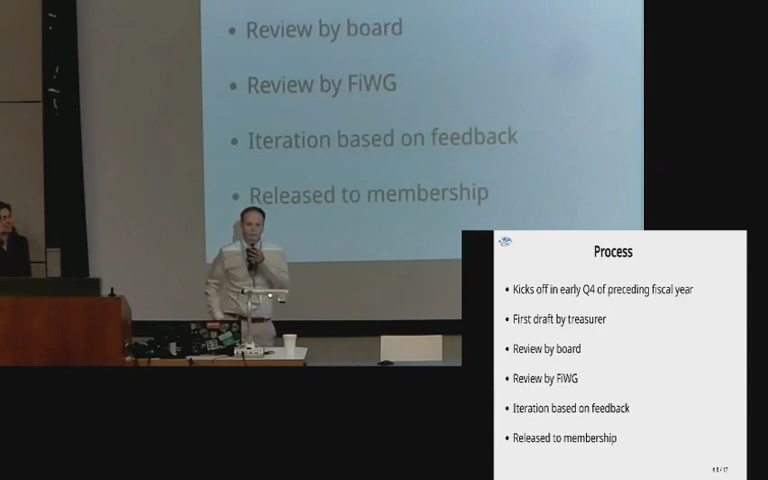 Review by board
Review by FiWG
Iteration based on feedback
Released to membership
Process
Kicks off in early Q4 of preceding fiscal year
First draft by treasurer
Review by board
Review by FiWG
Iteration based on feedback
Released to membership